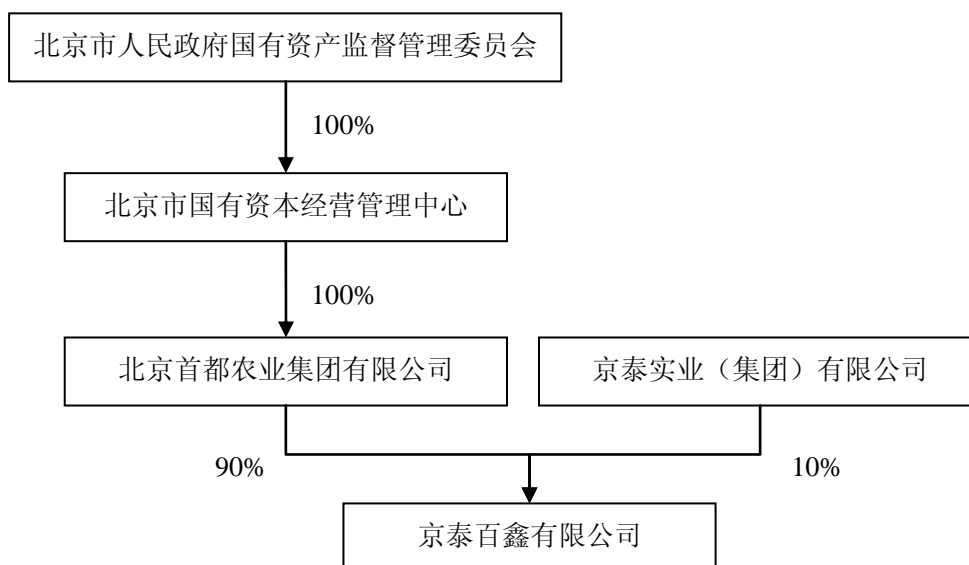 北京市人民政府国有资产监督管理委员会
100%
北京市国有资本经营管理中心
100%
北京首都农业集团有限公司
京泰实业（集团）有限公司
90%
10%
京泰百鑫有限公司